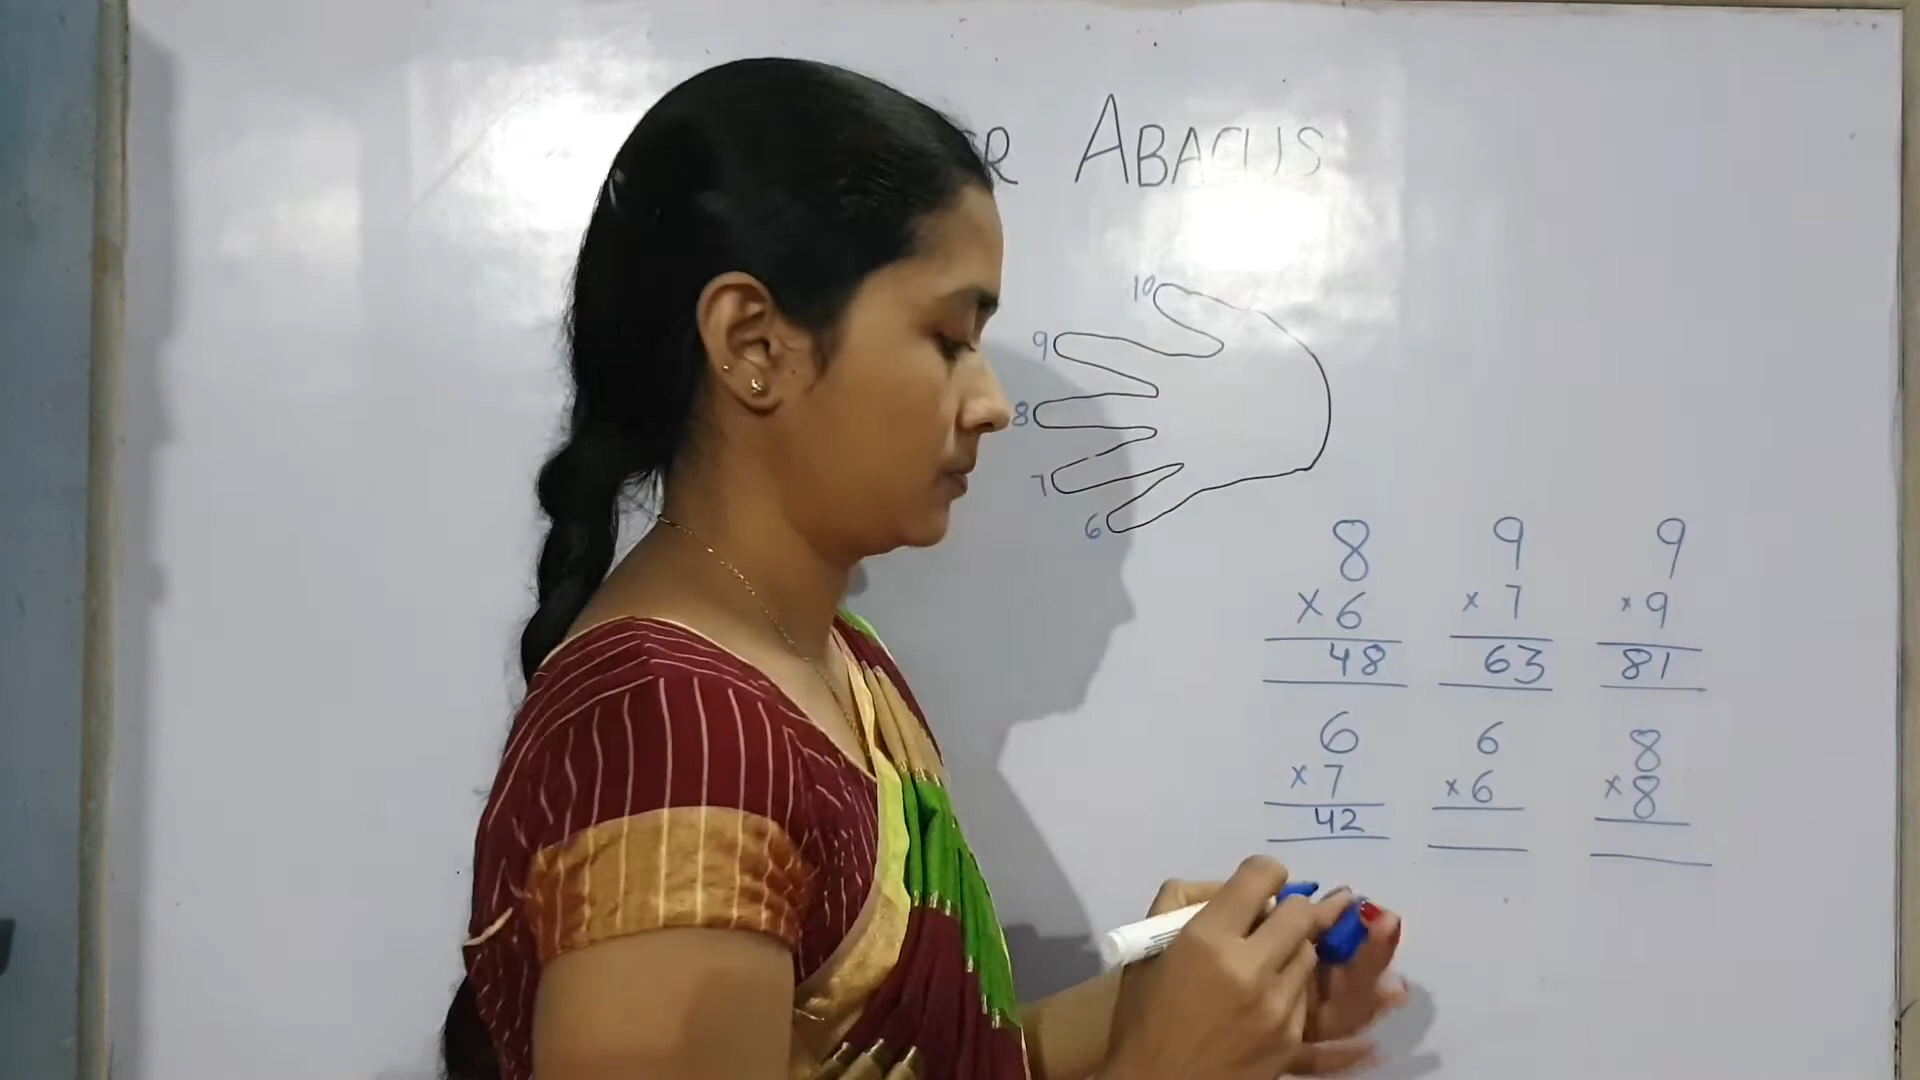 R ABACUS
10
9
8
7
6
8 9 9
× 6 × 7 × 9
48 63 81
6 6 8
× 7 × 6 × 8
42